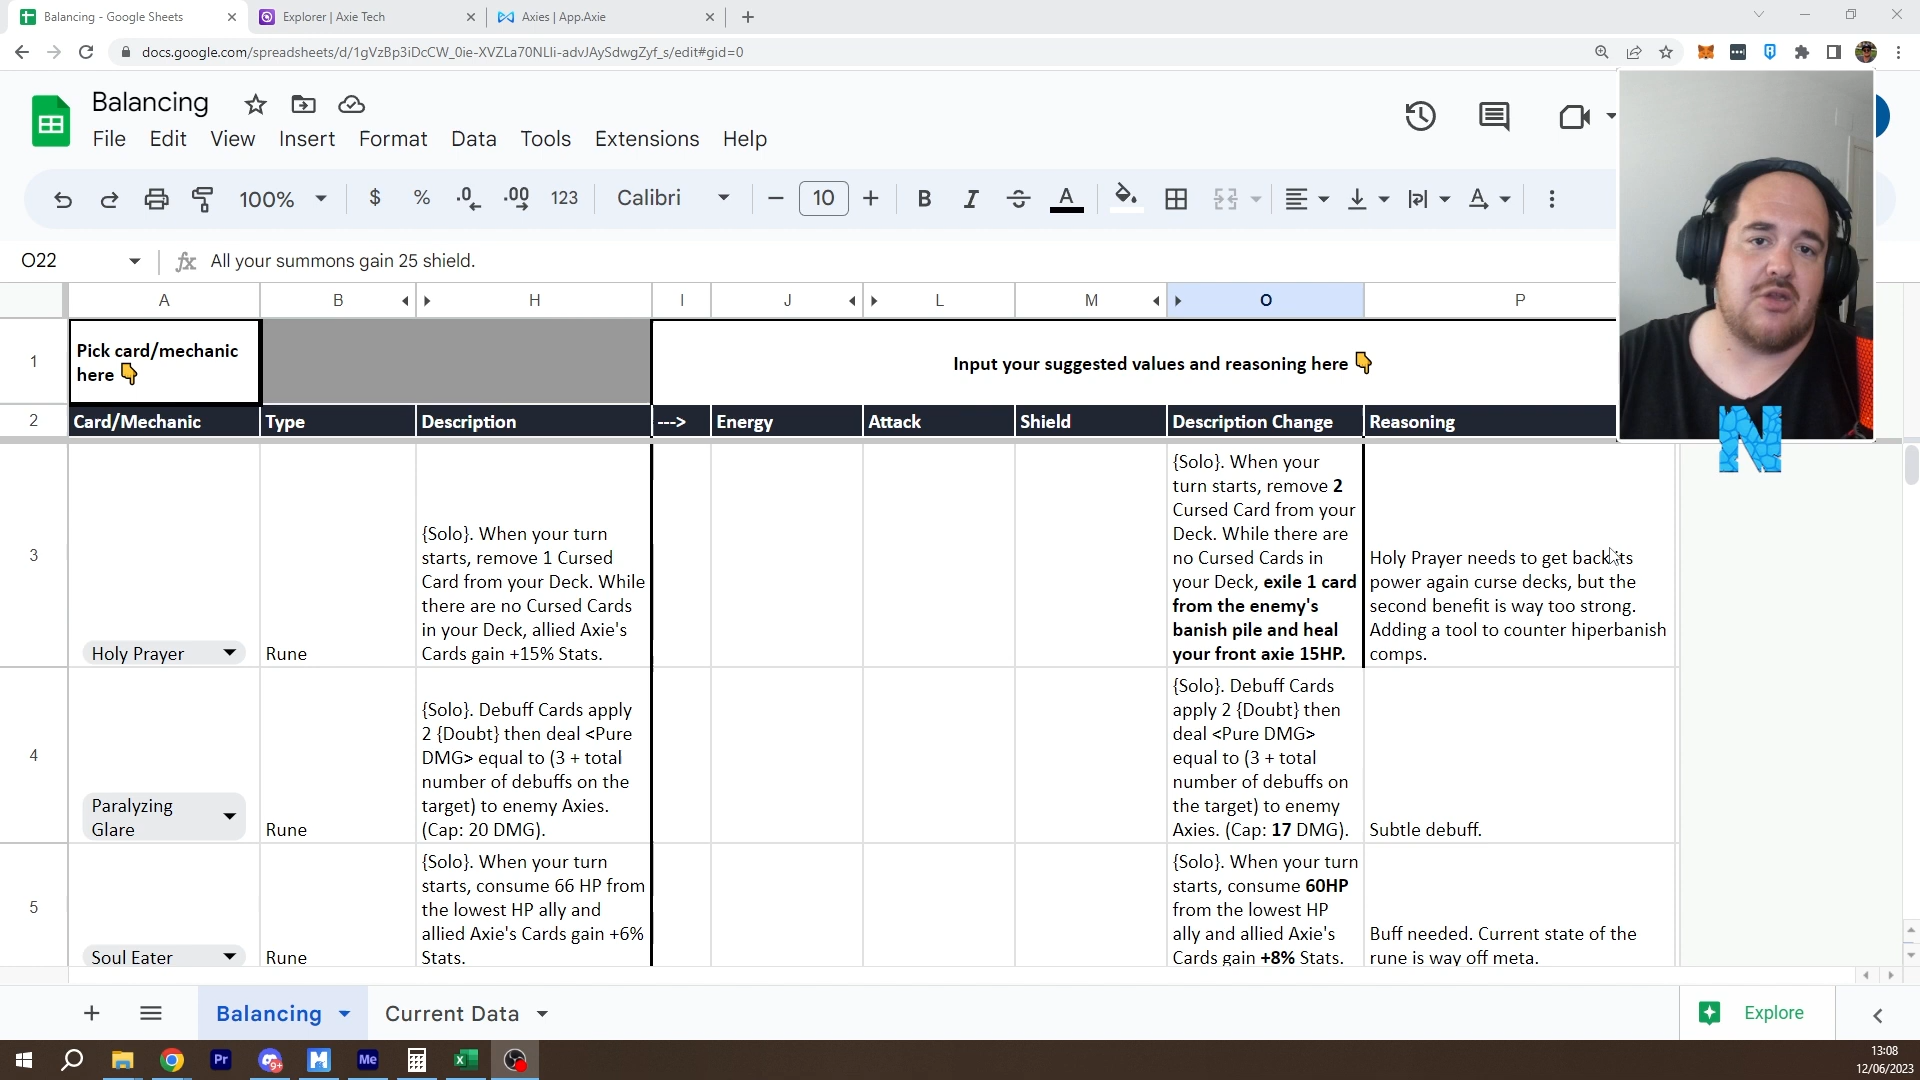 Balancing - Google Sheets
Explorer | Axie Tech
Axies | App.Axie
docs.google.com/spreadsheets/d/1gVzBp3iDcCW_0ie-XVZLa70NLIi-advJAySdwgZyf_s/edit#gid=0
Balancing
File Edit View Insert Format Data Tools Extensions Help
100% $ % .0 .00 123 Calibri 10 B I S A
O22
fx All your summons gain 25 shield.
A B H I J L M O P
1
Pick card/mechanic
here
Input your suggested values and reasoning here
2 Card/Mechanic Type Description ---> Energy Attack Shield Description Change Reasoning
3
Holy Prayer
Rune
{Solo}. When your turn
starts, remove 1 Cursed
Card from your Deck. While
there are no Cursed Cards
in your Deck, allied Axie's
Cards gain +15% Stats.
{Solo}. When your
turn starts, remove 2
Cursed Card from your
Deck. While there are
no Cursed Cards in
your Deck, exile 1 card
from the enemy's
banish pile and heal
your front axie 15HP.
Holy Prayer needs to get back its
power again curse decks, but the
second benefit is way too strong.
Adding a tool to counter hiperbanish
comps.
4
Paralyzing
Glare
Rune
{Solo}. Debuff Cards apply
2 {Doubt} then deal <Pure
DMG> equal to (3 + total
number of debuffs on the
target) to enemy Axies.
(Cap: 20 DMG).
{Solo}. Debuff Cards
apply 2 {Doubt} then
deal <Pure DMG>
equal to (3 + total
number of debuffs on
the target) to enemy
Axies. (Cap: 17 DMG).
Subtle debuff.
5
Soul Eater
Rune
{Solo}. When your turn
starts, consume 66 HP from
the lowest HP ally and
allied Axie's Cards gain +6%
Stats.
{Solo}. When your turn
starts, consume 60HP
from the lowest HP
ally and allied Axie's
Cards gain +8% Stats.
Buff needed. Current state of the
rune is way off meta.
N
Balancing
Current Data
Explore
Pr
9+
M
Me
13:08
12/06/2023